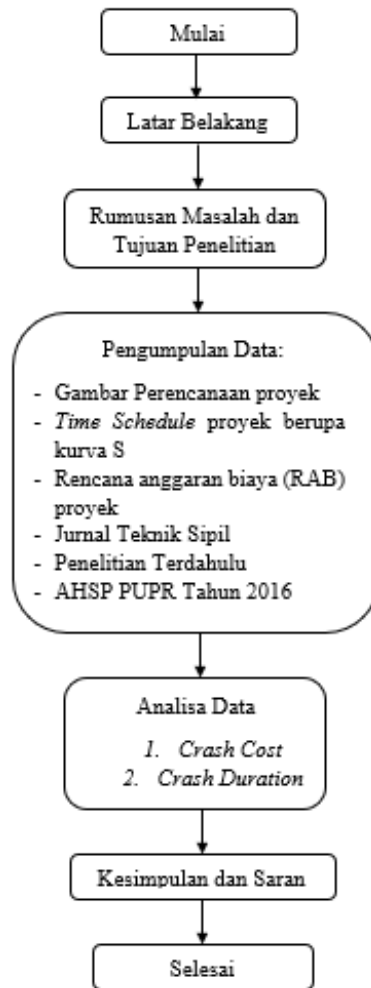 Mulai
Latar Belakang
Rumusan Masalah dan
Tujuan Penelitian
Pengumpulan Data:
- Gambar Perencanaan proyek
- Time Schedule proyek berupa
kurva S
- Rencana anggaran biaya (RAB)
proyek
- Jurnal Teknik Sipil
- Penelitian Terdahulu
- AHSP PUPR Tahun 2016
Analisa Data
1. Crash Cost
2. Crash Duration
Kesimpulan dan Saran
Selesai